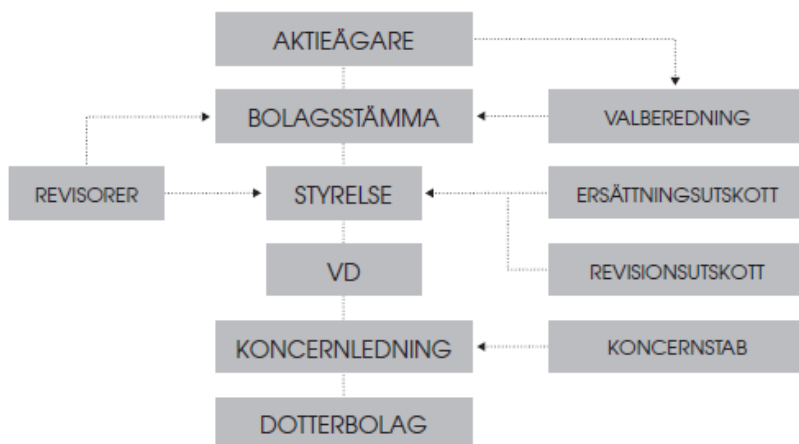 AKTIEÄGARE
BOLAGSSTÄMMA
VALBEREDNING
REVISORER
STYRELSE
ERSÄTTNINGSUTSKOTT
VD
REVISIONSUTSKOTT
KONCERNLEDNING
KONCERNSTAB
DOTTERBOLAG